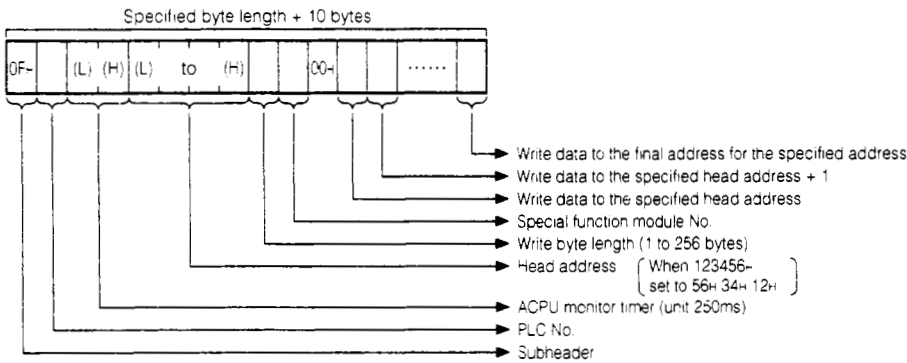 Specified byte length + 10 bytes
0FH (L) (H) (L) to (H) 00H ······
Write data to the final address for the specified address
Write data to the specified head address + 1
Write data to the specified head address
Special function module No.
Write byte length (1 to 256 bytes)
Head address (When 123456H
set to 56H 34H 12H)
ACPU monitor timer (unit 250ms)
PLC No.
Subheader